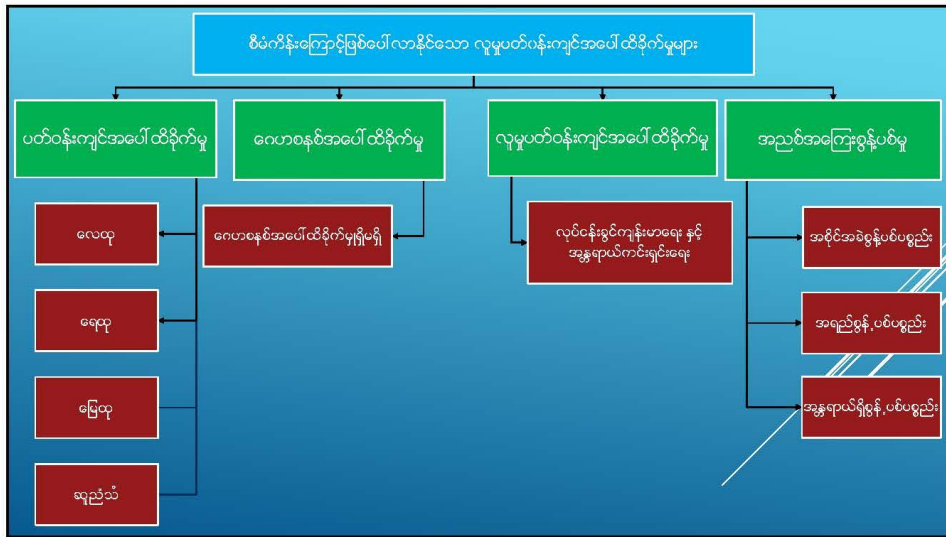 စီမံကိန်းကြောင့်ဖြစ်ပေါ်လာနိုင်သော လူမှုပတ်ဝန်းကျင်အပေါ်ထိခိုက်မှုများ
ပတ်ဝန်းကျင်အပေါ်ထိခိုက်မှု
ဂေဟစနစ်အပေါ်ထိခိုက်မှု
လူမှုပတ်ဝန်းကျင်အပေါ်ထိခိုက်မှု
အညစ်အကြေးစွန့်ပစ်မှု
လေထု
ရေထု
မြေထု
ဆူညံသံ
ဂေဟစနစ်အပေါ်ထိခိုက်မှုရှိမရှိ
လုပ်ငန်းခွင်ကျန်းမာရေး နှင့်
အန္တရာယ်ကင်းရှင်းရေး
အစိုင်အခဲစွန့်ပစ်ပစ္စည်း
အရည်စွန့်ပစ်ပစ္စည်း
အန္တရာယ်ရှိစွန့်ပစ်ပစ္စည်း